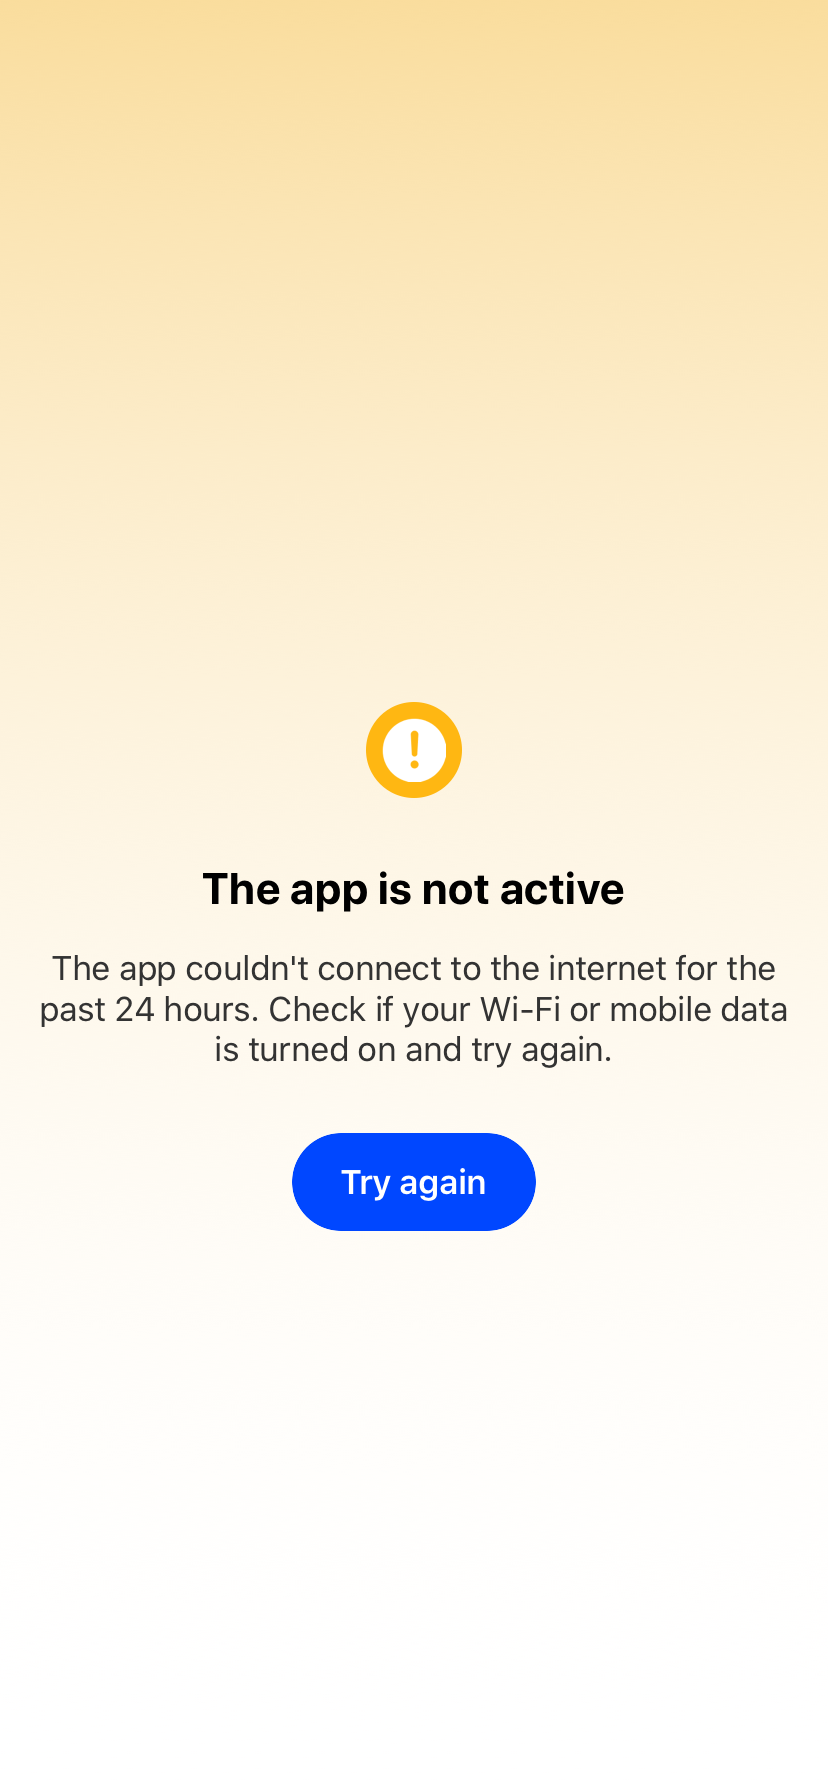 The app is not active
The app couldn't connect to the internet for the
past 24 hours. Check if your Wi-Fi or mobile data
is turned on and try again.
Try again